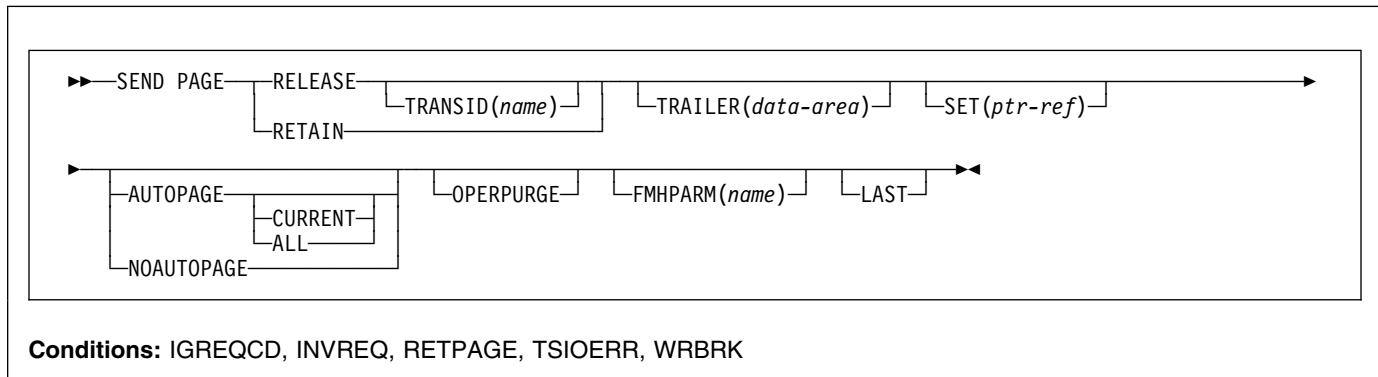 SEND PAGE RELEASE TRANSID(name) TRAILER(data-area) SET(ptr-ref)
RETAIN
AUTOPAGE CURRENT OPERPURGE FMHPARM(name) LAST
ALL
NOAUTOPAGE
Conditions: IGREQCD, INVREQ, RETPAGE, TSIOERR, WRBRK